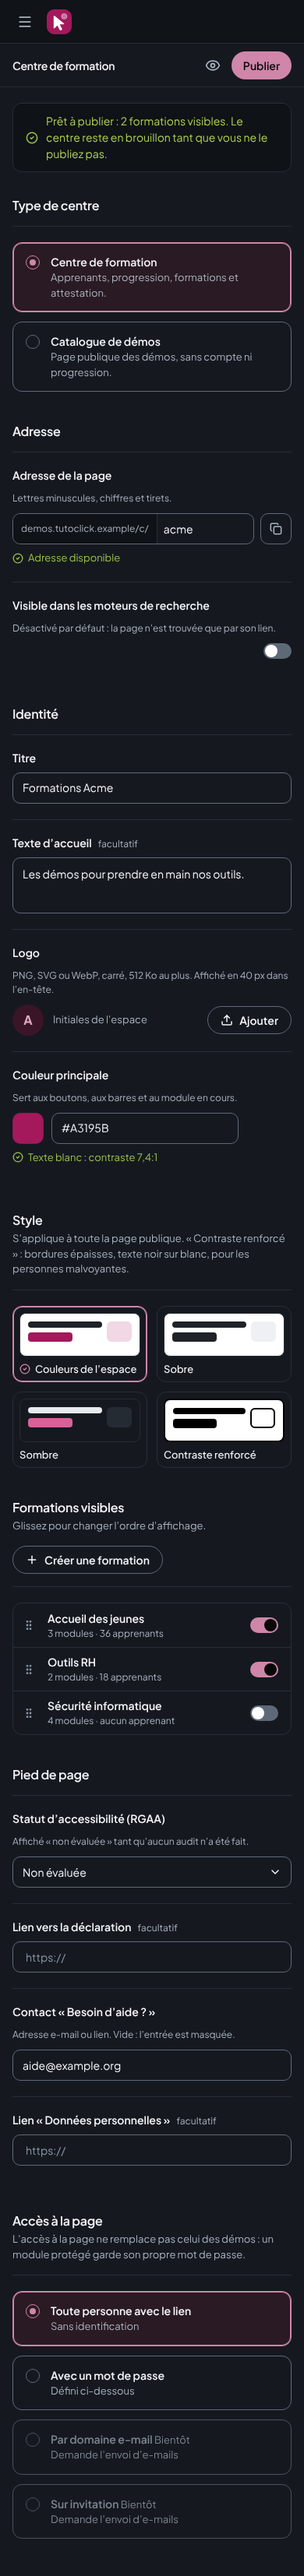 Centre de formation
Publier
Prêt à publier : 2 formations visibles. Le
centre reste en brouillon tant que vous ne le
publiez pas.
Type de centre
Centre de formation
Apprenants, progression, formations et
attestation.
Catalogue de démos
Page publique des démos, sans compte ni
progression.
Adresse
Adresse de la page
Lettres minuscules, chiffres et tirets.
demos.tutoclick.example/c/ acme
Adresse disponible
Visible dans les moteurs de recherche
Désactivé par défaut : la page n'est trouvée que par son lien.
Identité
Titre
Formations Acme
Texte d'accueil facultatif
Les démos pour prendre en main nos outils.
Logo
PNG, SVG ou WebP, carré, 512 Ko au plus. Affiché en 40 px dans
l'en-tête.
A Initiales de l'espace Ajouter
Couleur principale
Sert aux boutons, aux barres et au module en cours.
#A3195B
Texte blanc : contraste 7,4:1
Style
S'applique à toute la page publique. « Contraste renforcé
» : bordures épaisses, texte noir sur blanc, pour les
personnes malvoyantes.
Couleurs de l'espace Sobre
Sombre Contraste renforcé
Formations visibles
Glissez pour changer l'ordre d'affichage.
Créer une formation
Accueil des jeunes
3 modules · 36 apprenants
Outils RH
2 modules · 18 apprenants
Sécurité informatique
4 modules · aucun apprenant
Pied de page
Statut d'accessibilité (RGAA)
Affiché « non évaluée » tant qu'aucun audit n'a été fait.
Non évaluée
Lien vers la déclaration facultatif
https://
Contact « Besoin d'aide ? »
Adresse e-mail ou lien. Vide : l'entrée est masquée.
aide@example.org
Lien « Données personnelles » facultatif
https://
Accès à la page
L'accès à la page ne remplace pas celui des démos : un
module protégé garde son propre mot de passe.
Toute personne avec le lien
Sans identification
Avec un mot de passe
Défini ci-dessous
Par domaine e-mail Bientôt
Demande l'envoi d'e-mails
Sur invitation Bientôt
Demande l'envoi d'e-mails